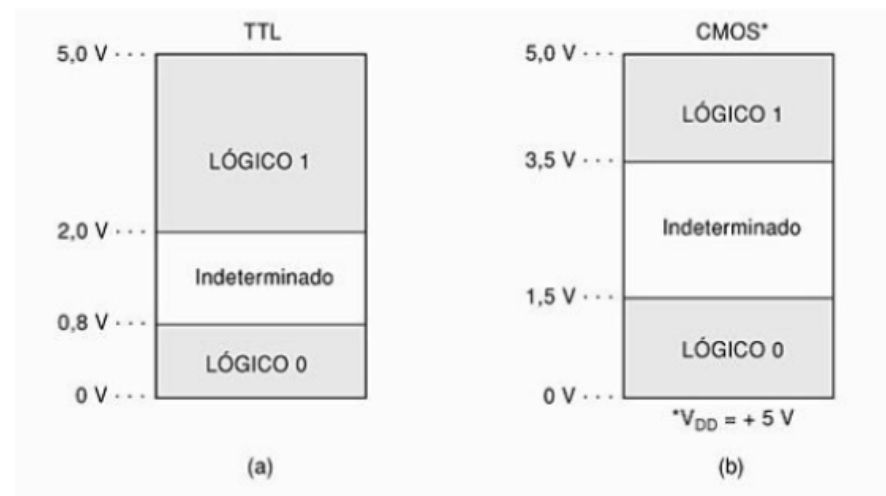 TTL
5,0 V
LÓGICO 1
2,0 V
Indeterminado
0,8 V
LÓGICO 0
0 V
(a)
CMOS*
5,0 V
LÓGICO 1
3,5 V
Indeterminado
1,5 V
LÓGICO 0
0 V
*VDD = + 5 V
(b)